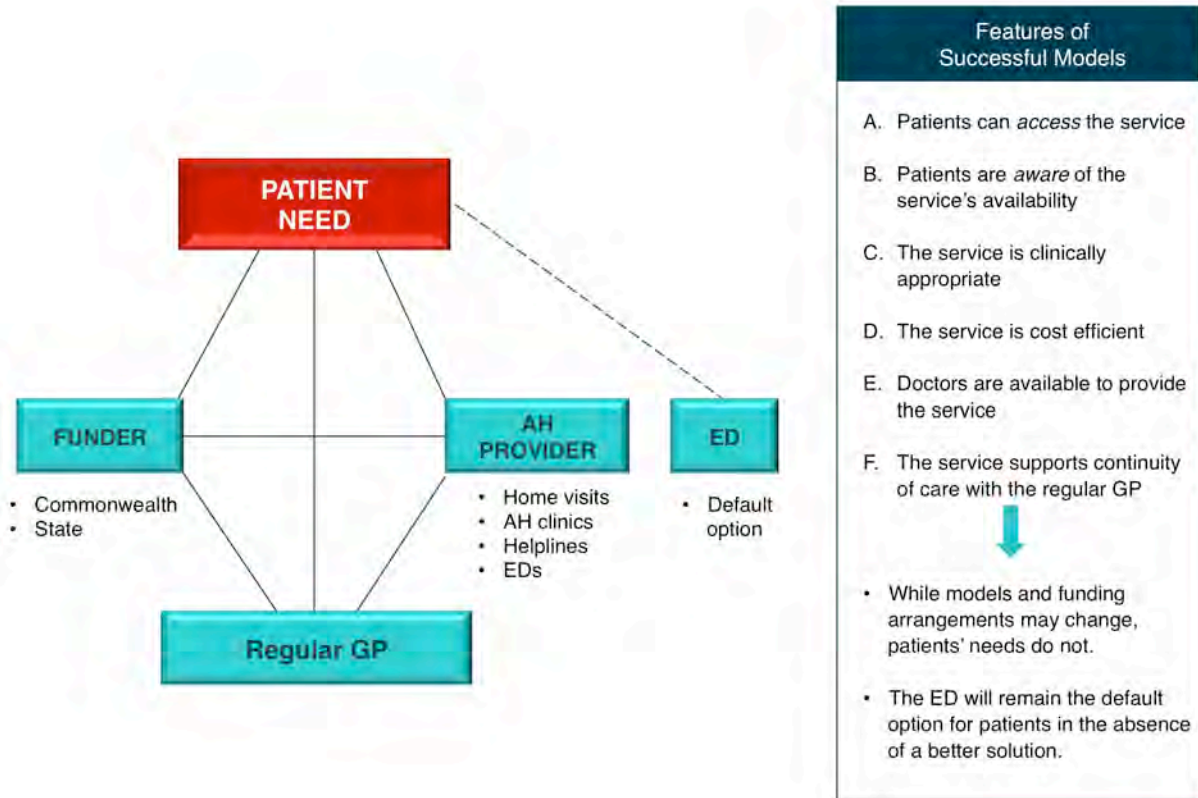 PATIENT
NEED
FUNDER
• Commonwealth
• State
AH
PROVIDER
• Home visits
• AH clinics
• Helplines
• EDs
ED
• Default
option
Regular GP
Features of
Successful Models
A. Patients can access the service
B. Patients are aware of the
service's availability
C. The service is clinically
appropriate
D. The service is cost efficient
E. Doctors are available to provide
the service
F. The service supports continuity
of care with the regular GP
• While models and funding
arrangements may change,
patients' needs do not.
• The ED will remain the default
option for patients in the absence
of a better solution.